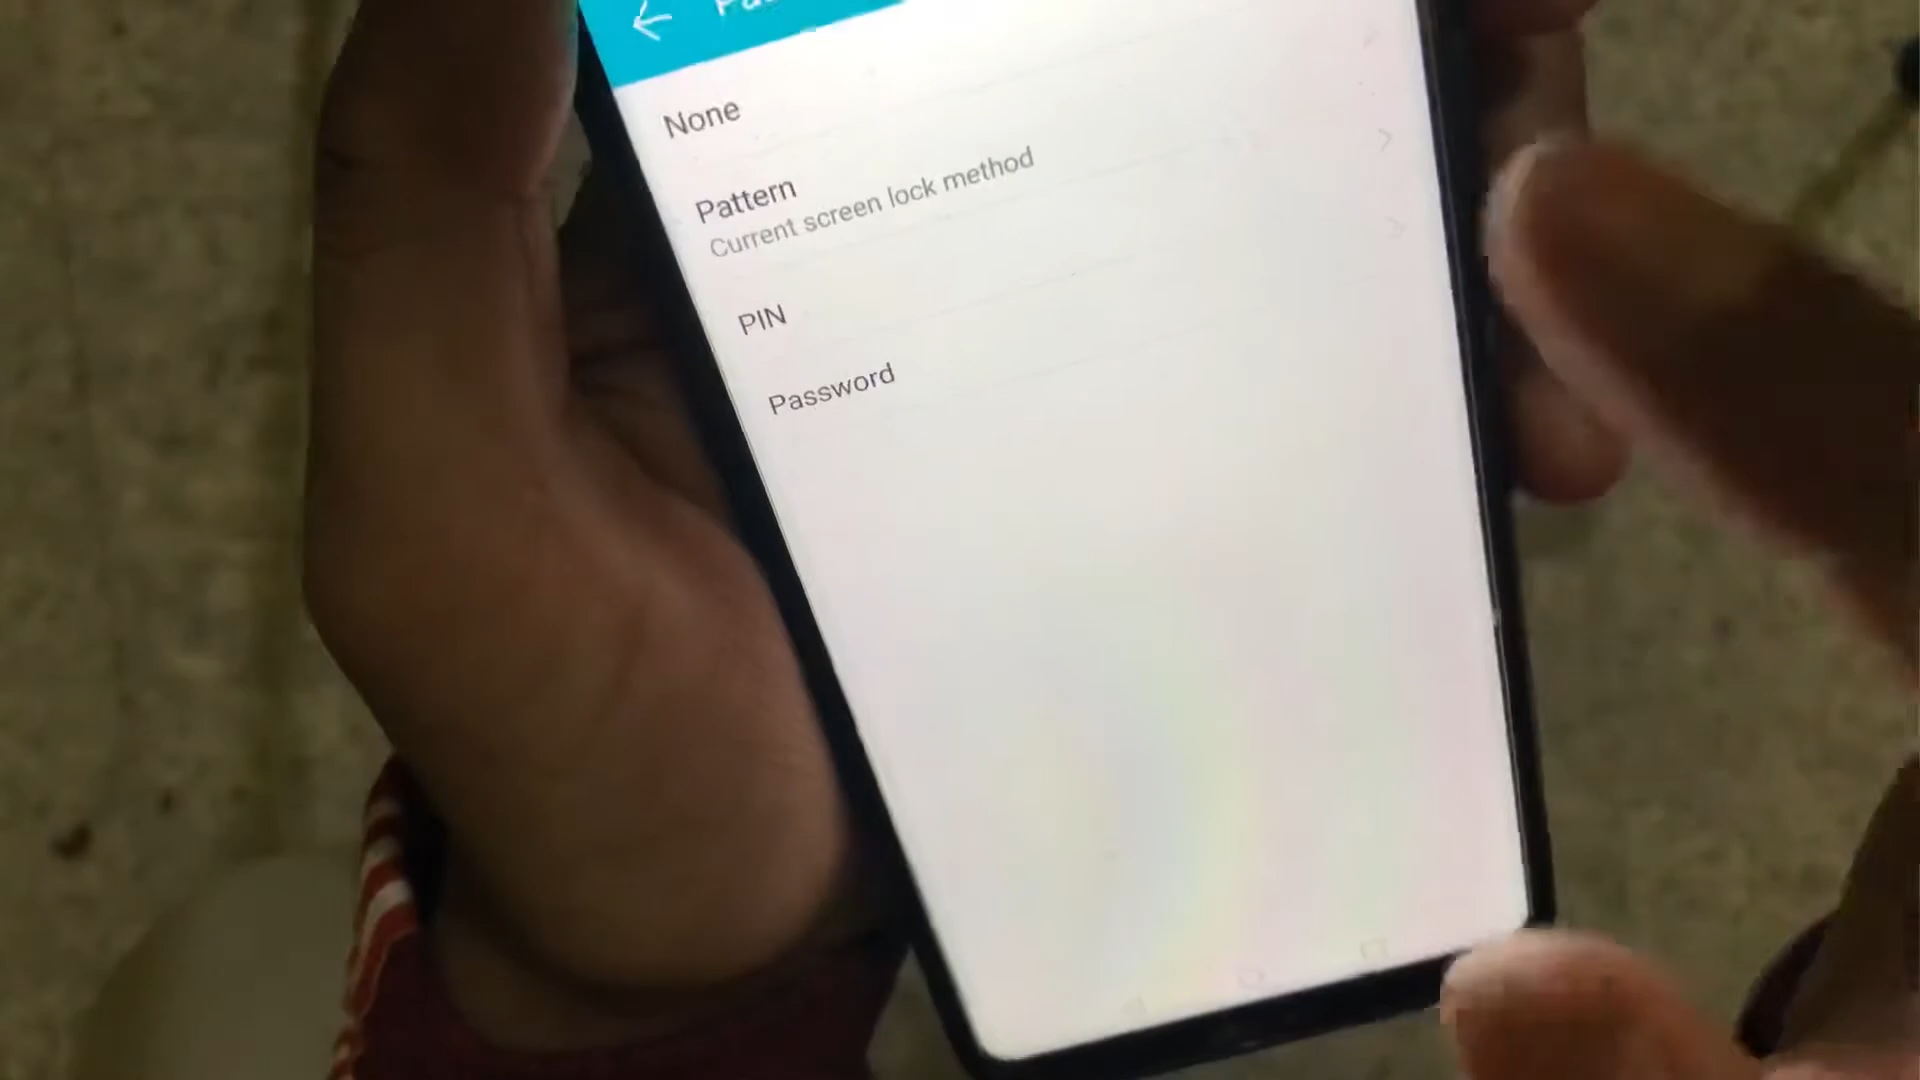 None
Pattern
Current screen lock method
PIN
Password